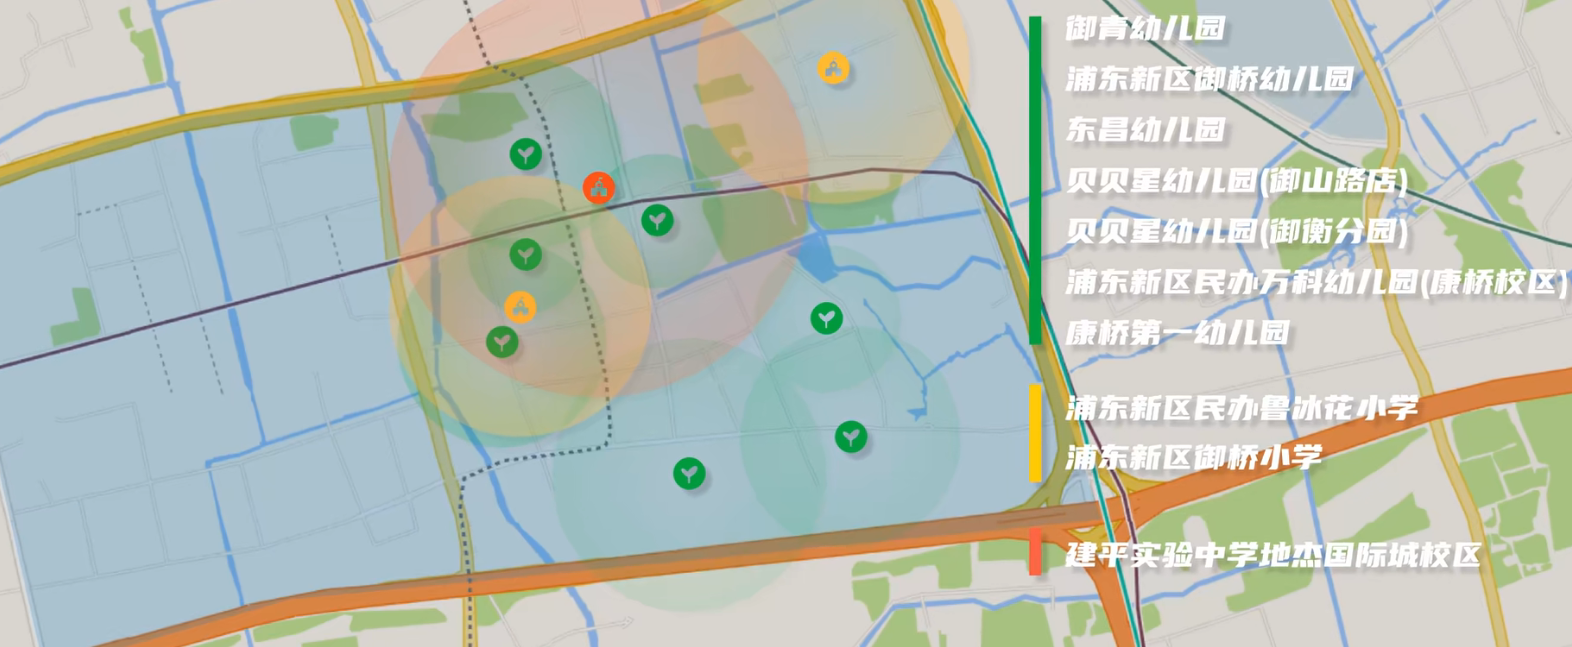 御青幼儿园
浦东新区御桥幼儿园
东昌幼儿园
贝贝星幼儿园(御山路店)
贝贝星幼儿园(御衡分园)
浦东新区民办万科幼儿园(康桥校区)
康桥第一幼儿园
浦东新区民办鲁冰花小学
浦东新区御桥小学
建平实验中学地杰国际城校区